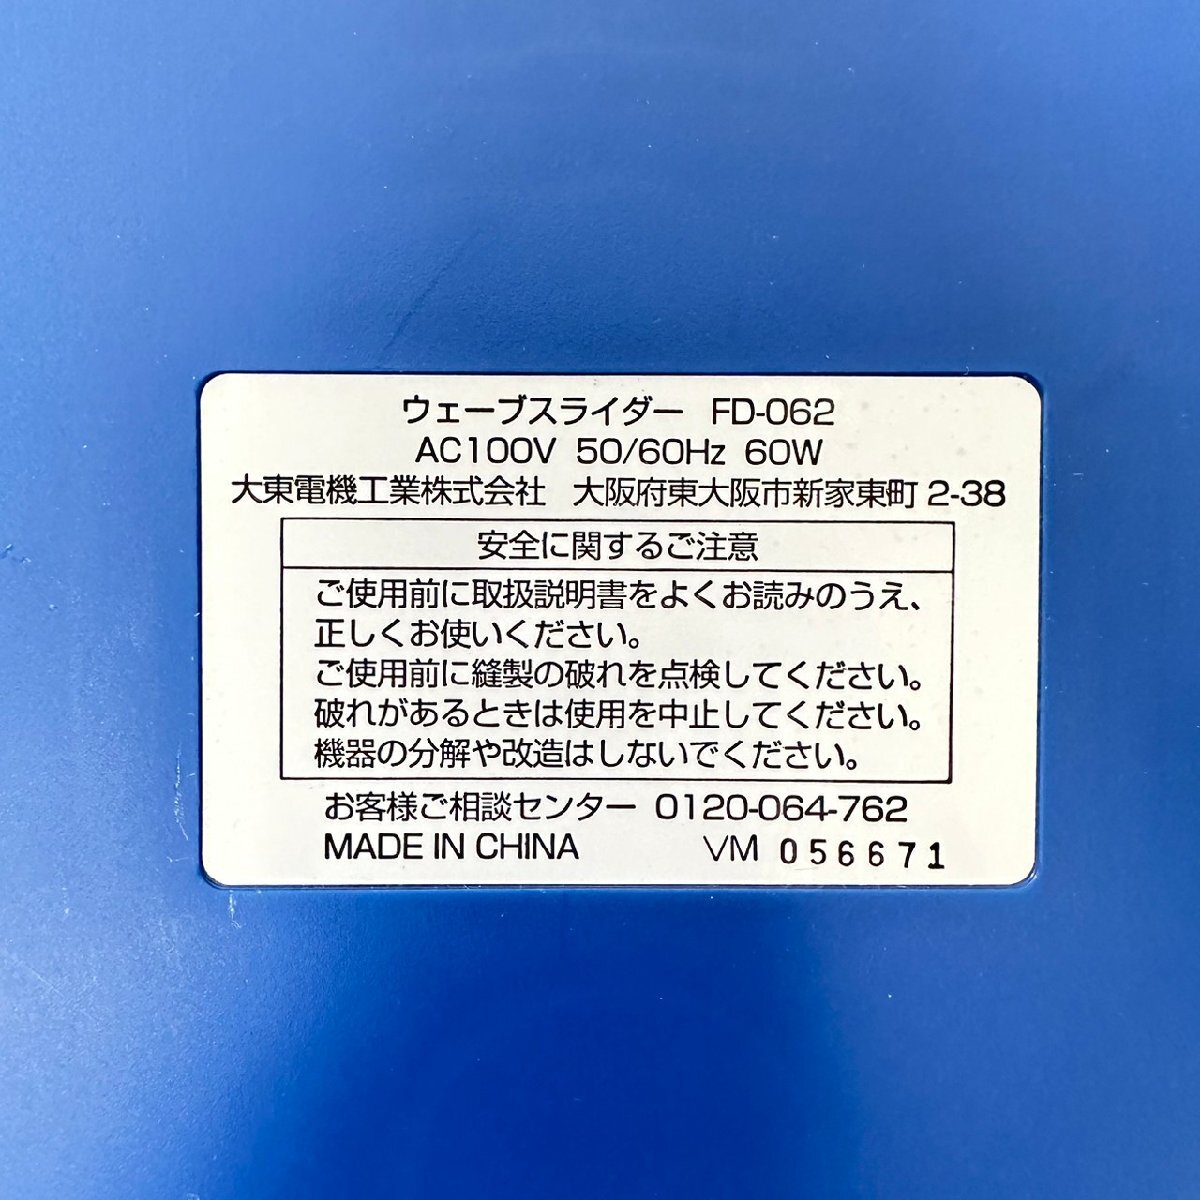 ウェーブスライダー FD-062
AC100V 50/60Hz 60W
大東電機工業株式会社 大阪府東大阪市新家東町 2-38
安全に関するご注意
ご使用前に取扱説明書をよくお読みのうえ、
正しくお使いください。
ご使用前に縫製の破れを点検してください。
破れがあるときは使用を中止してください。
機器の分解や改造はしないでください。
お客様ご相談センター 0120-064-762
MADE IN CHINA VM 056671